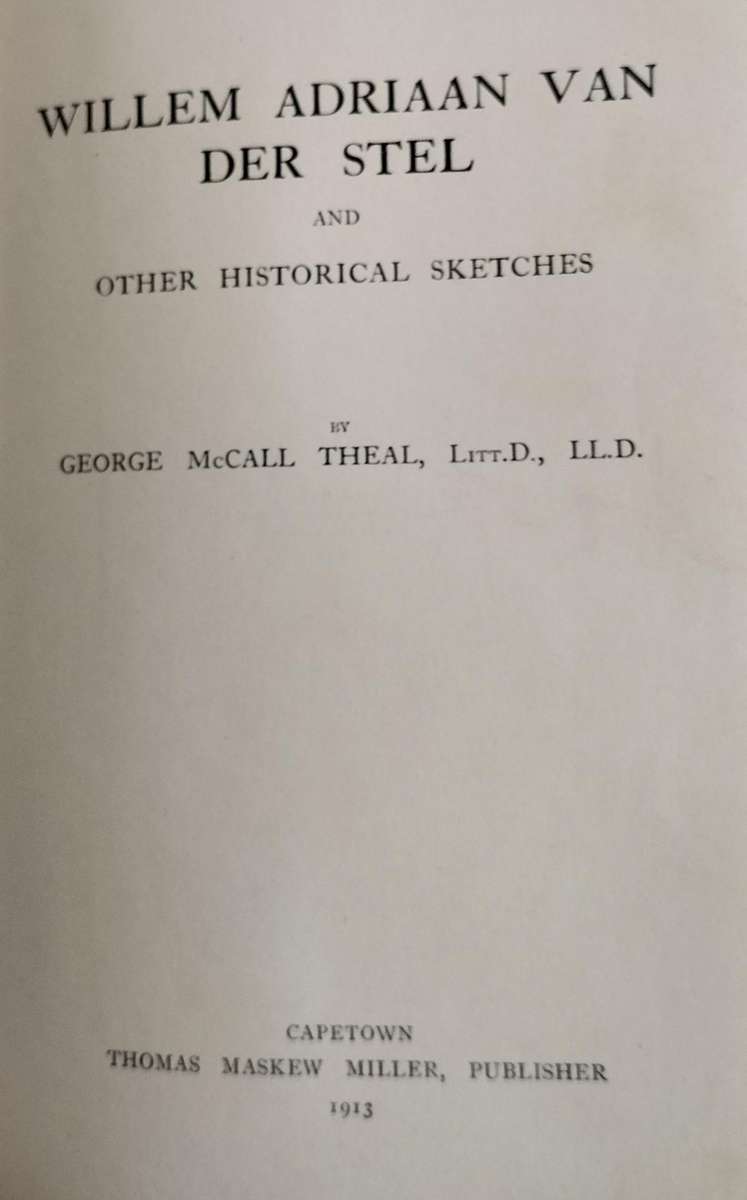 WILLEM ADRIAAN VAN
DER STEL
AND
OTHER HISTORICAL SKETCHES
BY
GEORGE McCALL THEAL, LITT.D., LL.D.
CAPETOWN
THOMAS MASKEW MILLER, PUBLISHER
1913